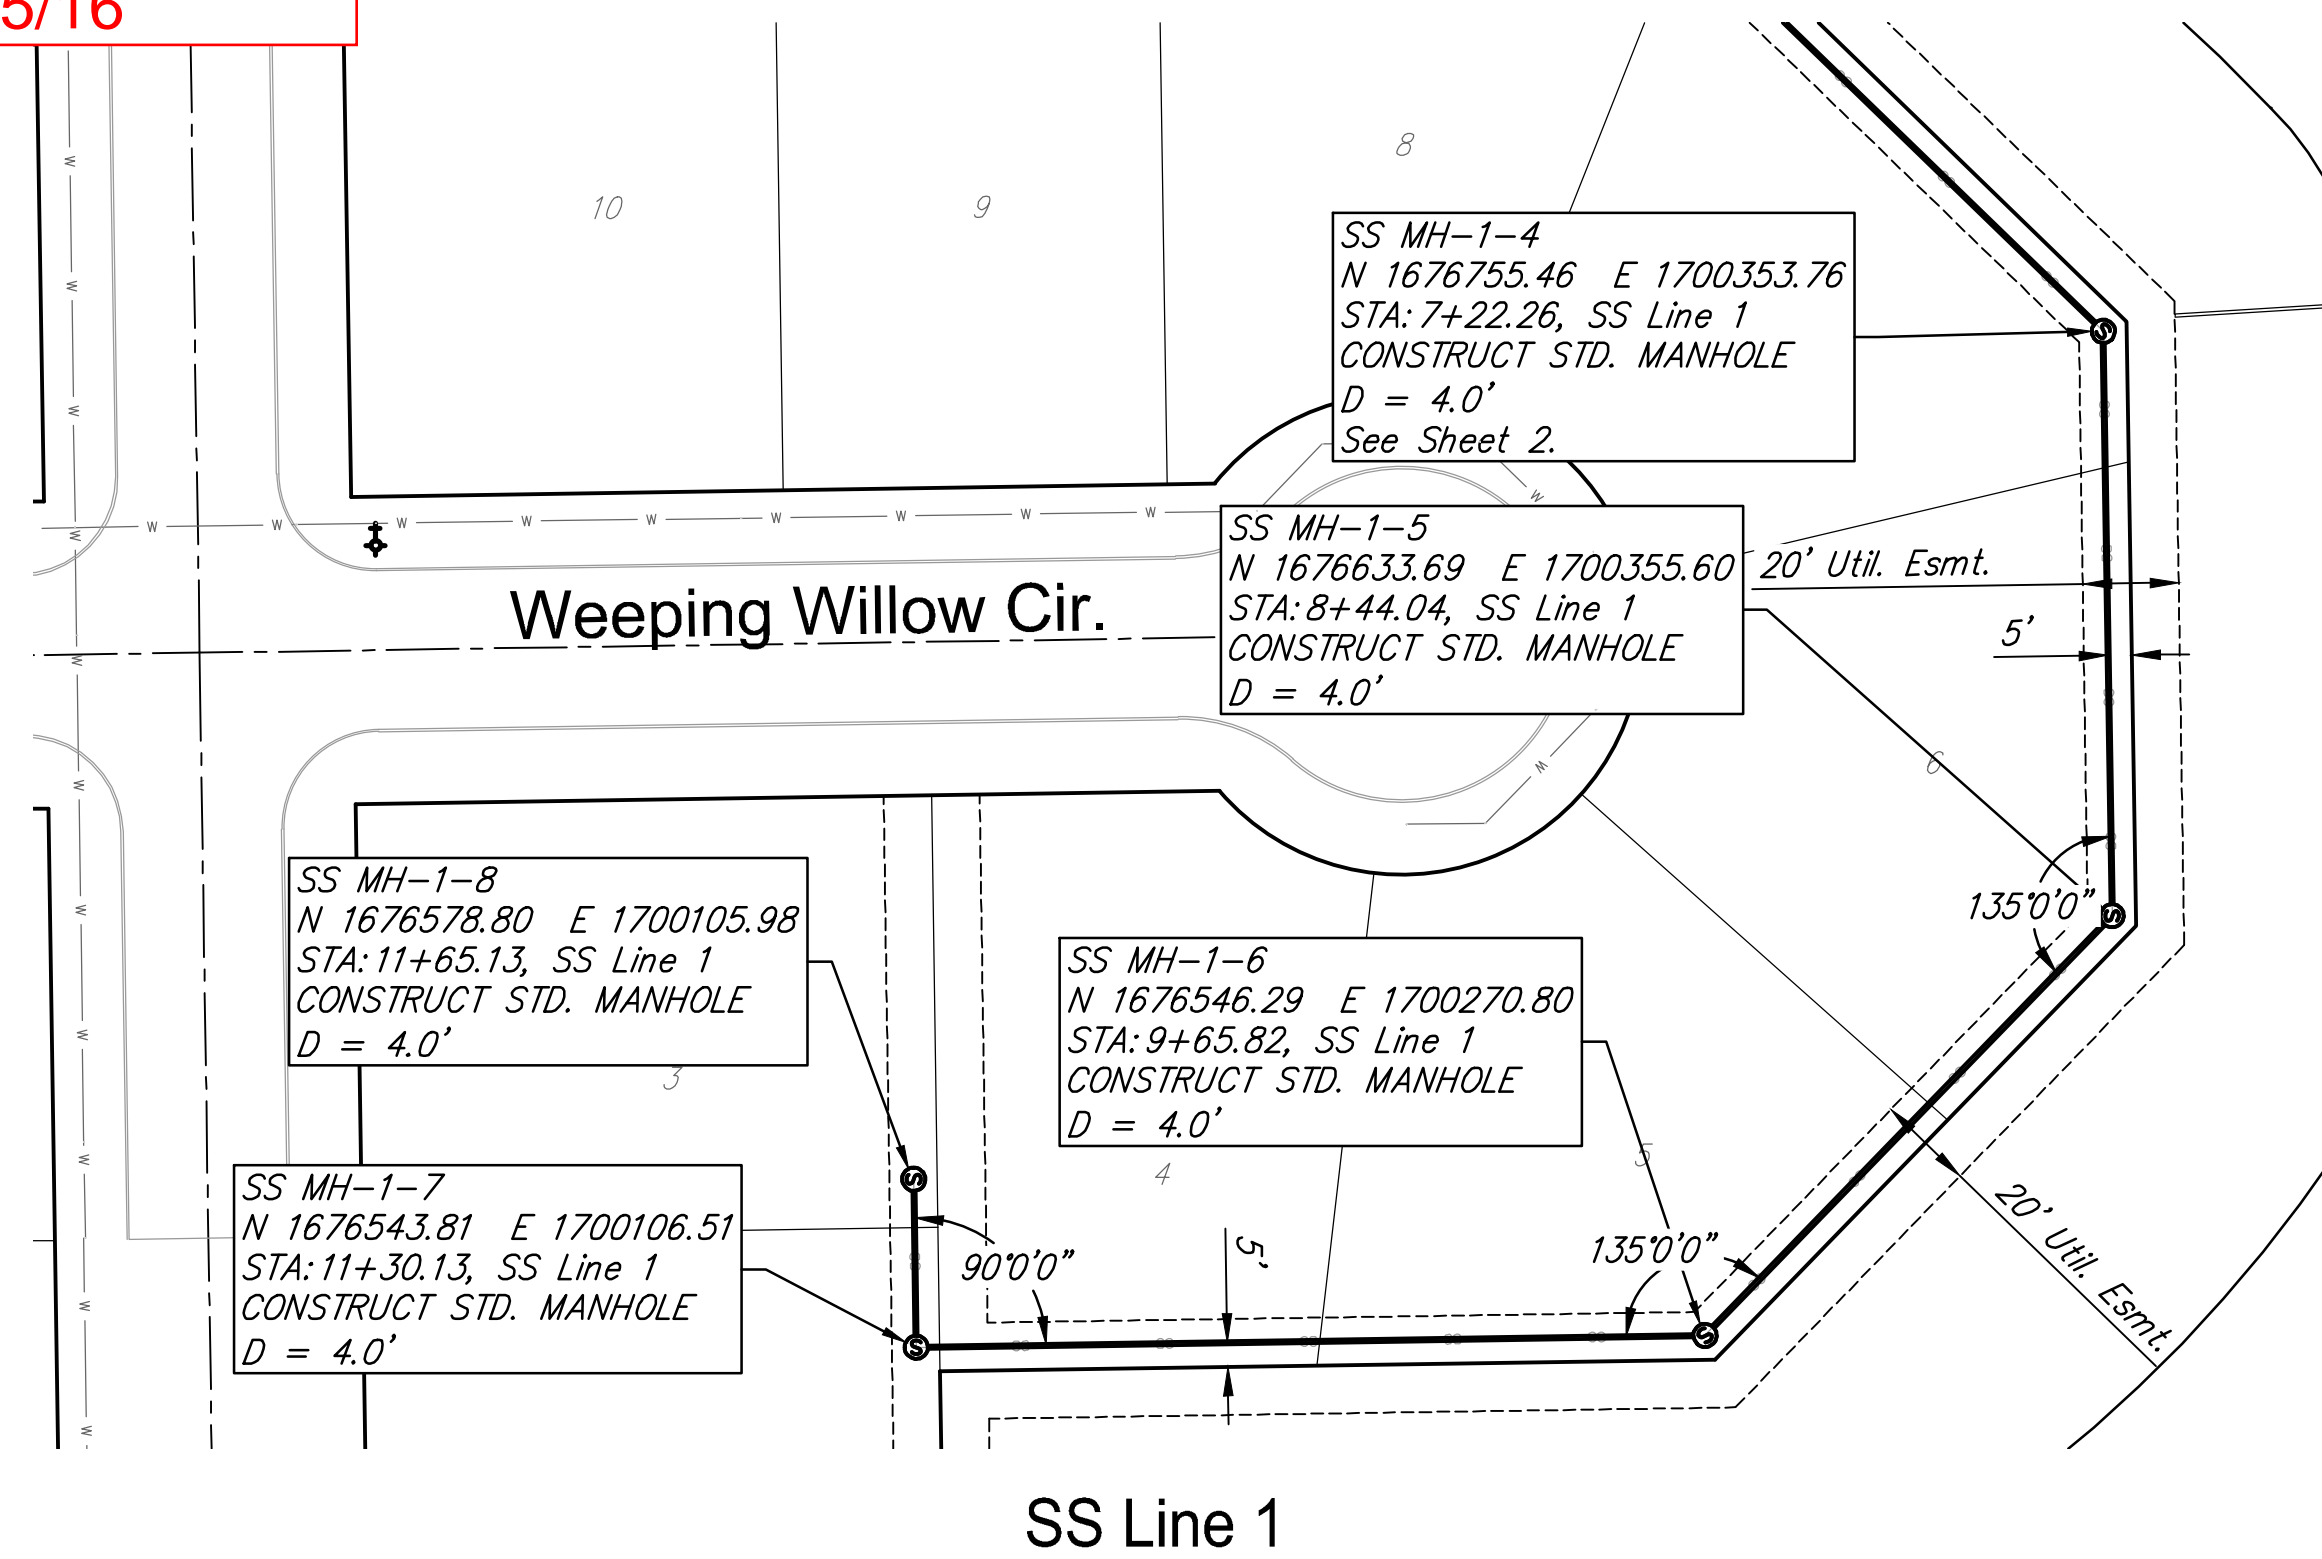 5/16
10
9
8
SS MH-1-4
N 1676755.46 E 1700353.76
STA: 7+22.26, SS Line 1
CONSTRUCT STD. MANHOLE
D = 4.0'
See Sheet 2.
W W W W W W W W W
SS MH-1-5
N 1676633.69 E 1700355.60
STA: 8+44.04, SS Line 1
CONSTRUCT STD. MANHOLE
D = 4.0'
20' Util. Esmt.
5'
Weeping Willow Cir.
6
SS MH-1-8
N 1676578.80 E 1700105.98
STA: 11+65.13, SS Line 1
CONSTRUCT STD. MANHOLE
D = 4.0'
135°0'0"
SS MH-1-6
N 1676546.29 E 1700270.80
STA: 9+65.82, SS Line 1
CONSTRUCT STD. MANHOLE
D = 4.0'
3
4
5
SS MH-1-7
N 1676543.81 E 1700106.51
STA: 11+30.13, SS Line 1
CONSTRUCT STD. MANHOLE
D = 4.0'
90°0'0"
5'
135°0'0"
20' Util. Esmt.
SS Line 1